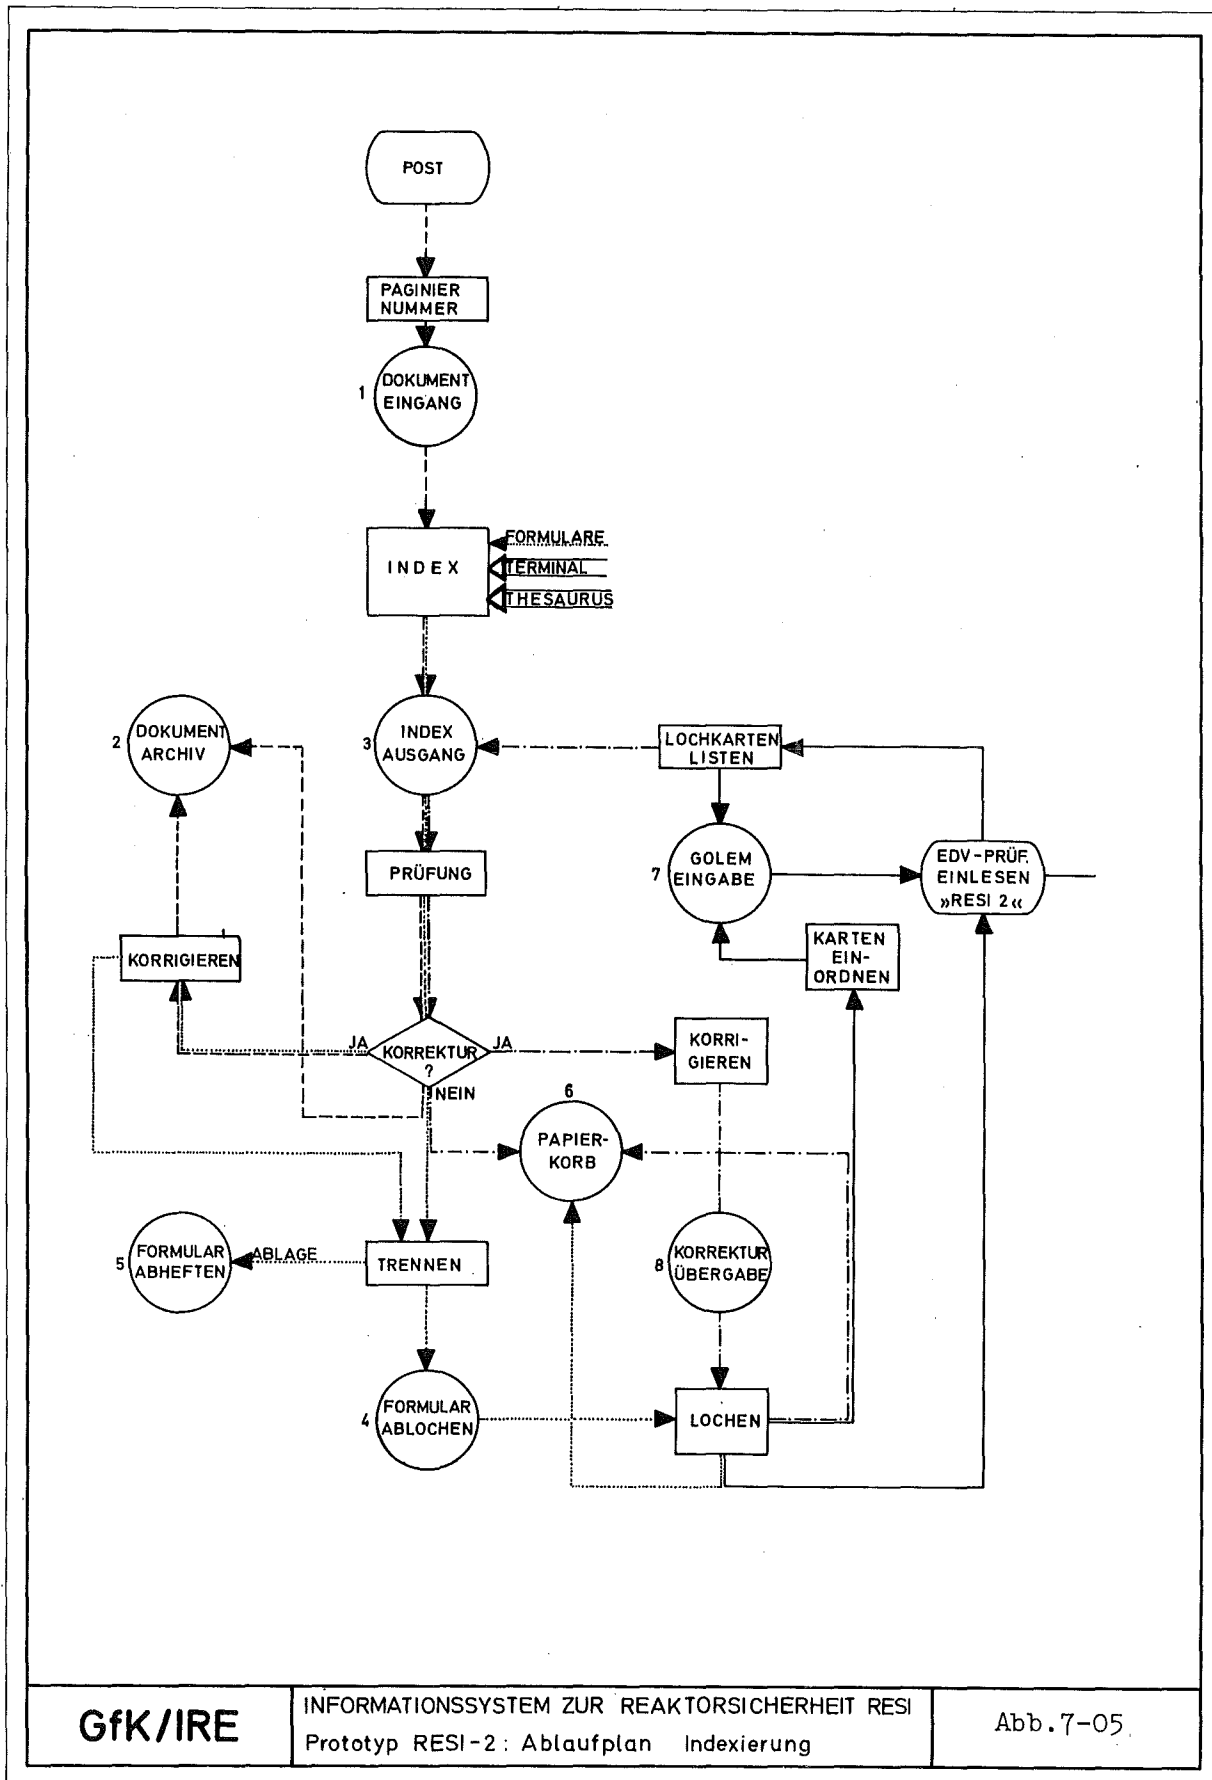 POST
PAGINIER
NUMMER
1
DOKUMENT
EINGANG
INDEX
FORMULARE
TERMINAL
THESAURUS
2
DOKUMENT
ARCHIV
3
INDEX
AUSGANG
LOCHKARTEN
LISTEN
PRÜFUNG
7
GOLEM
EINGABE
EDV-PRÜF.
EINLESEN
»RESI 2«
KORRIGIEREN
KARTEN
EIN-
ORDNEN
JA
KORREKTUR
?
JA
NEIN
KORRI-
GIEREN
6
PAPIER-
KORB
5
FORMULAR
ABHEFTEN
ABLAGE
TRENNEN
8
KORREKTUR
ÜBERGABE
4
FORMULAR
ABLOCHEN
LOCHEN
GfK/IRE
INFORMATIONSSYSTEM ZUR REAKTORSICHERHEIT RESI
Prototyp RESI-2: Ablaufplan Indexierung
Abb.7-05